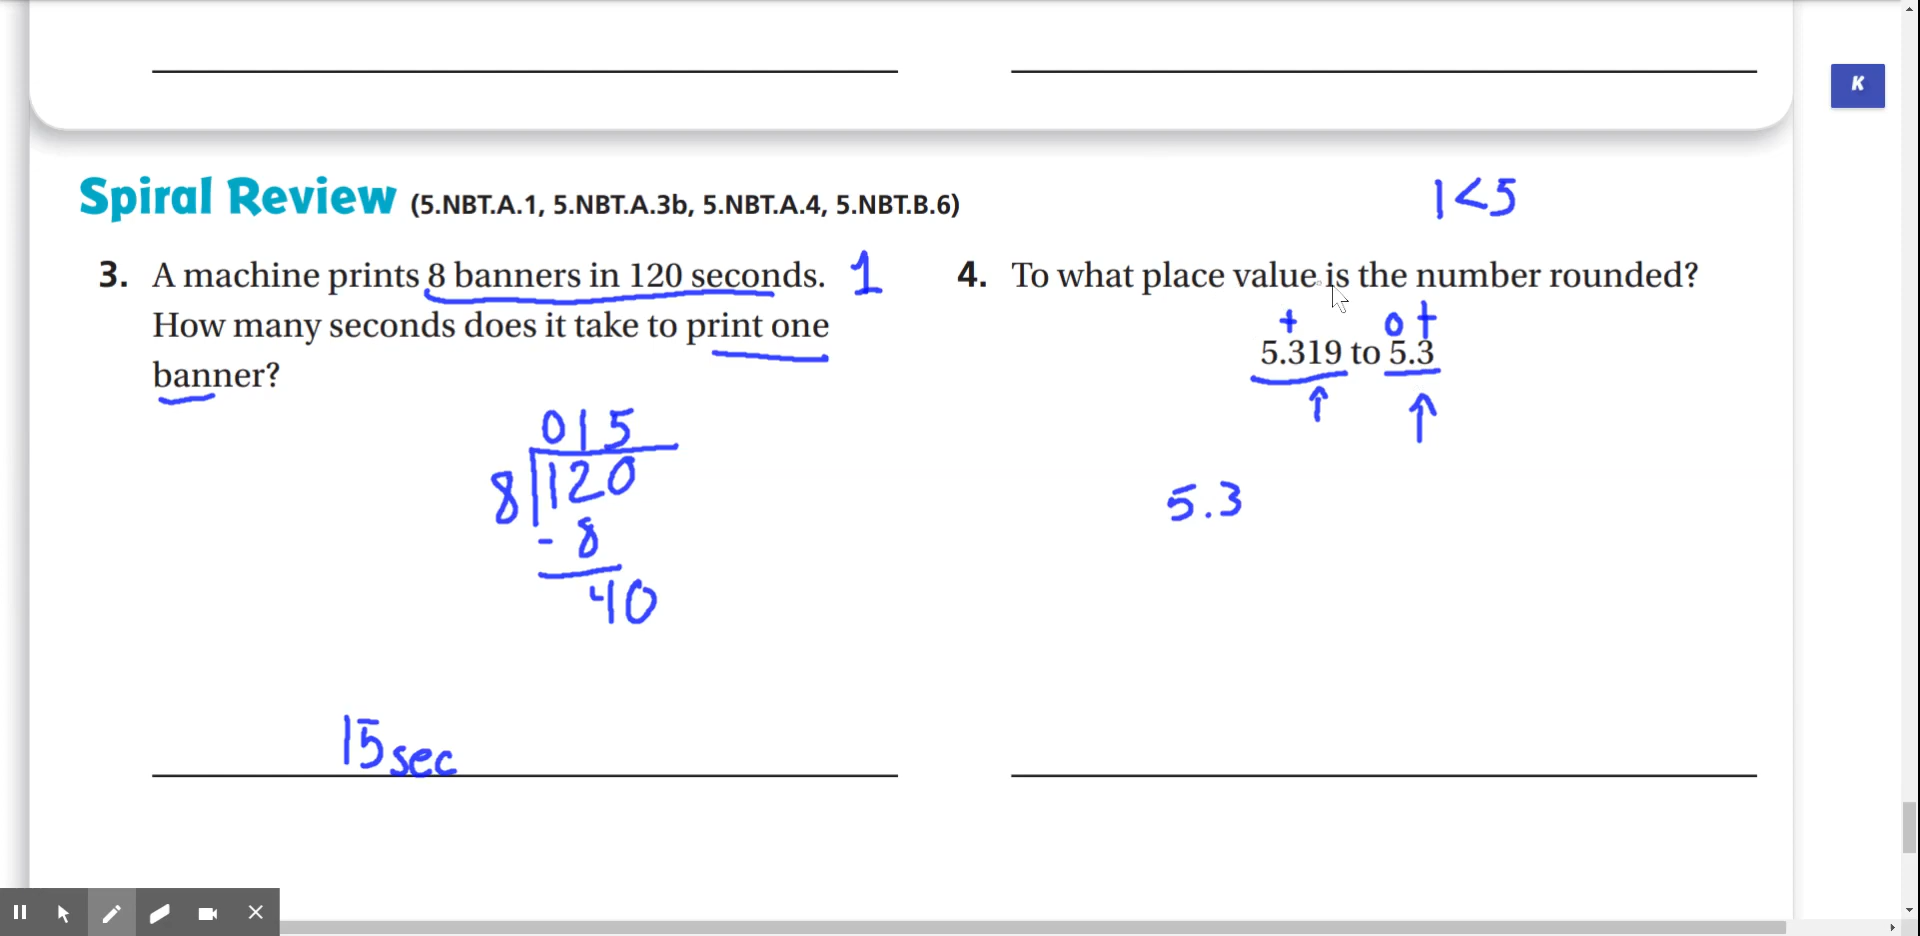 K
Spiral Review (5.NBT.A.1, 5.NBT.A.3b, 5.NBT.A.4, 5.NBT.B.6)
3. A machine prints 8 banners in 120 seconds. 1
How many seconds does it take to print one
banner?
015
8 120
- 8
40
15 sec
1<5
4. To what place value is the number rounded?
+ o t
5.319 to 5.3
5.3